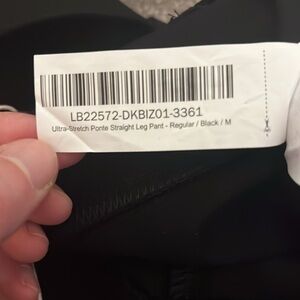 LB22572-DKBIZ01-3361
Ultra-Stretch Ponte Straight Leg Pant - Regular / Black / M